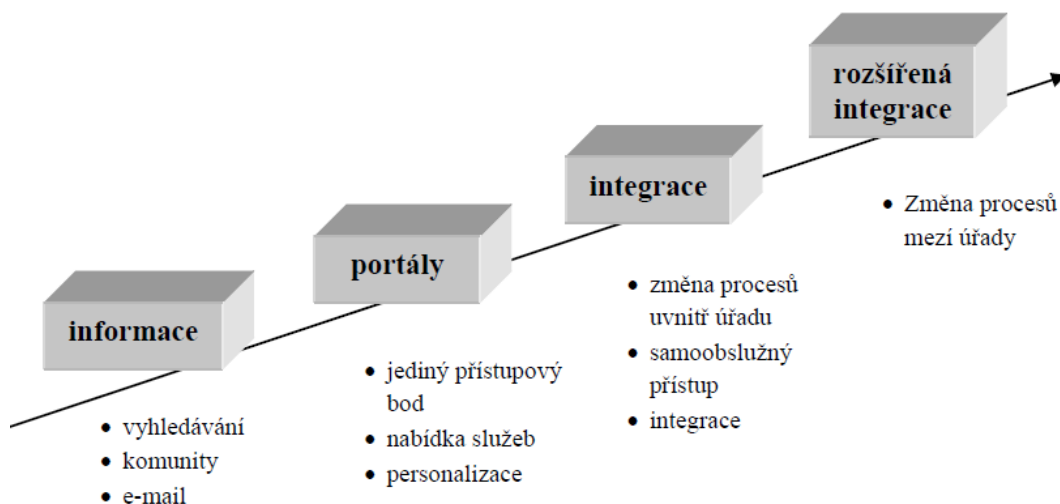 informace
• vyhledávání
• komunity
• e-mail
portály
• jediný přístupový
bod
• nabídka služeb
• personalizace
integrace
• změna procesů
uvnitř úřadu
• samoobslužný
přístup
• integrace
rozšířená
integrace
• Změna procesů
mezí úřady